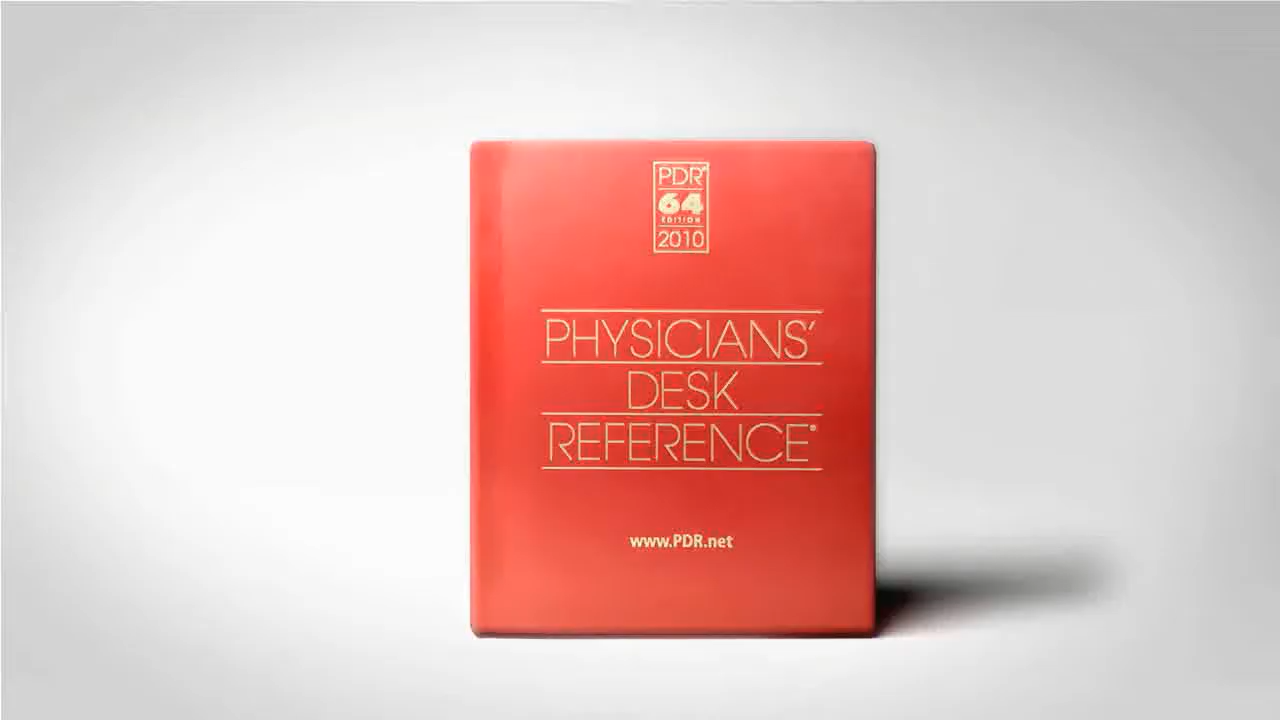 PDR®
64
EDITION
2010
PHYSICIANS’
DESK
REFERENCE®
www.PDR.net